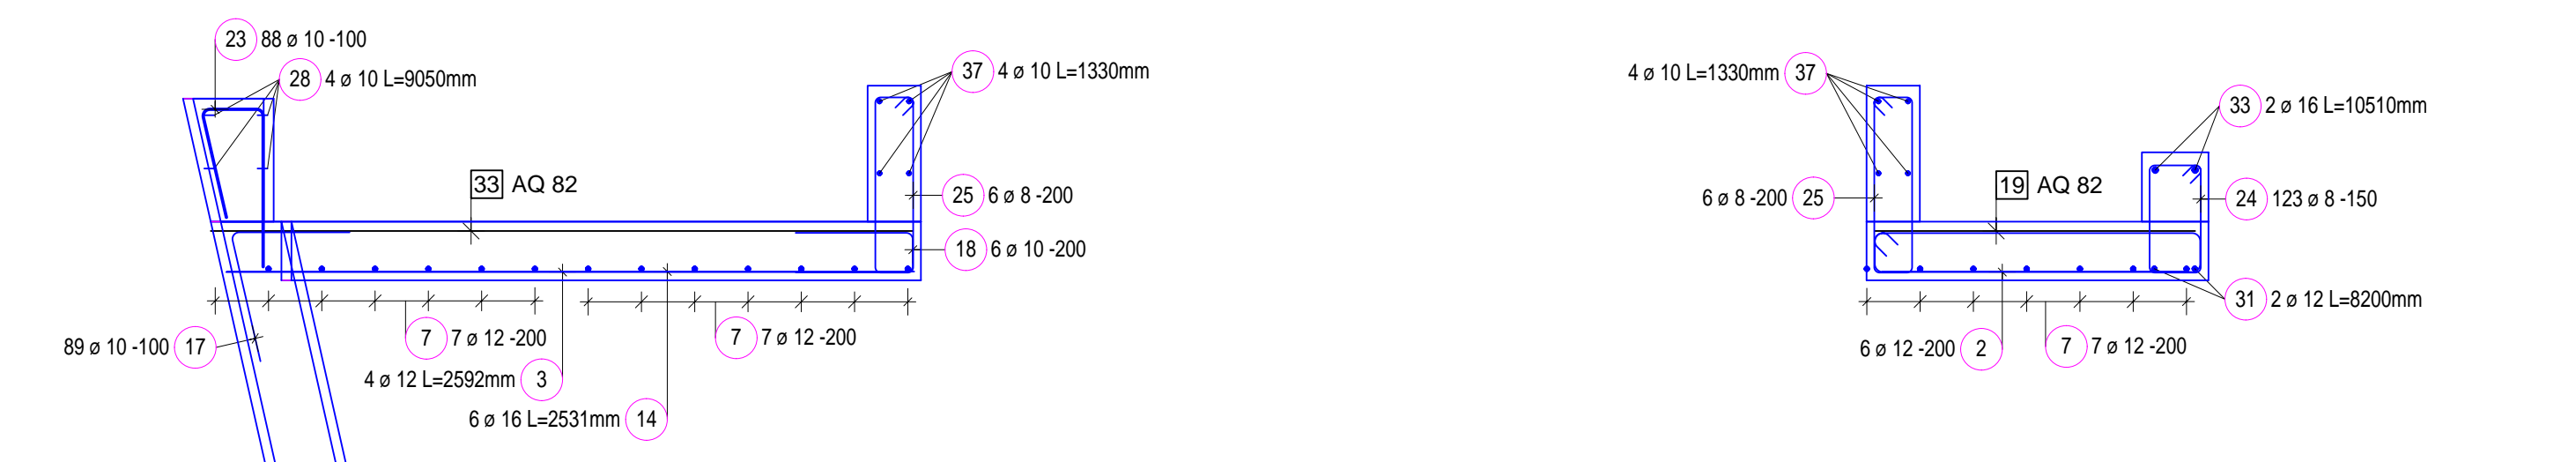 23 88 ø 10 -100
28 4 ø 10 L=9050mm
37 4 ø 10 L=1330mm
33 AQ 82
25 6 ø 8 -200
18 6 ø 10 -200
7 7 ø 12 -200
7 7 ø 12 -200
89 ø 10 -100 17
4 ø 12 L=2592mm 3
6 ø 16 L=2531mm 14
4 ø 10 L=1330mm 37
33 2 ø 16 L=10510mm
19 AQ 82
6 ø 8 -200 25
24 123 ø 8 -150
31 2 ø 12 L=8200mm
6 ø 12 -200 2
7 7 ø 12 -200